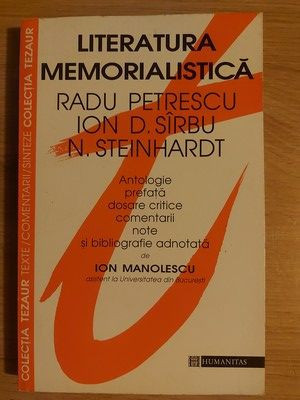 LITERATURA
MEMORIALISTICĂ
RADU PETRESCU
ION D. SÎRBU
N. STEINHARDT
Antologie
prefată
dosare critice
comentarii
note
și bibliografie adnotată
de
ION MANOLESCU
asistent la Universitatea din București
HUMANITAS
COLECȚIA TEZAUR TEXTE/COMENTARII/SINTEZE COLECȚIA TEZAUR